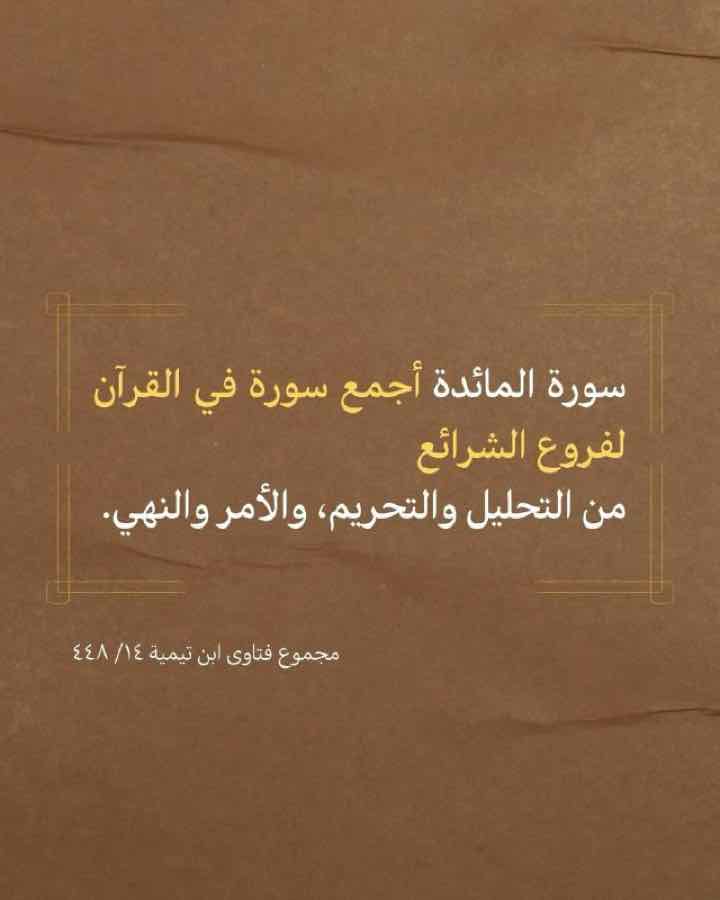 سورة المائدة أجمع سورة في القرآن
لفروع الشرائع
من التحليل والتحريم، والأمر والنهي.
مجموع فتاوى ابن تيمية ١٤/ ٤٤٨